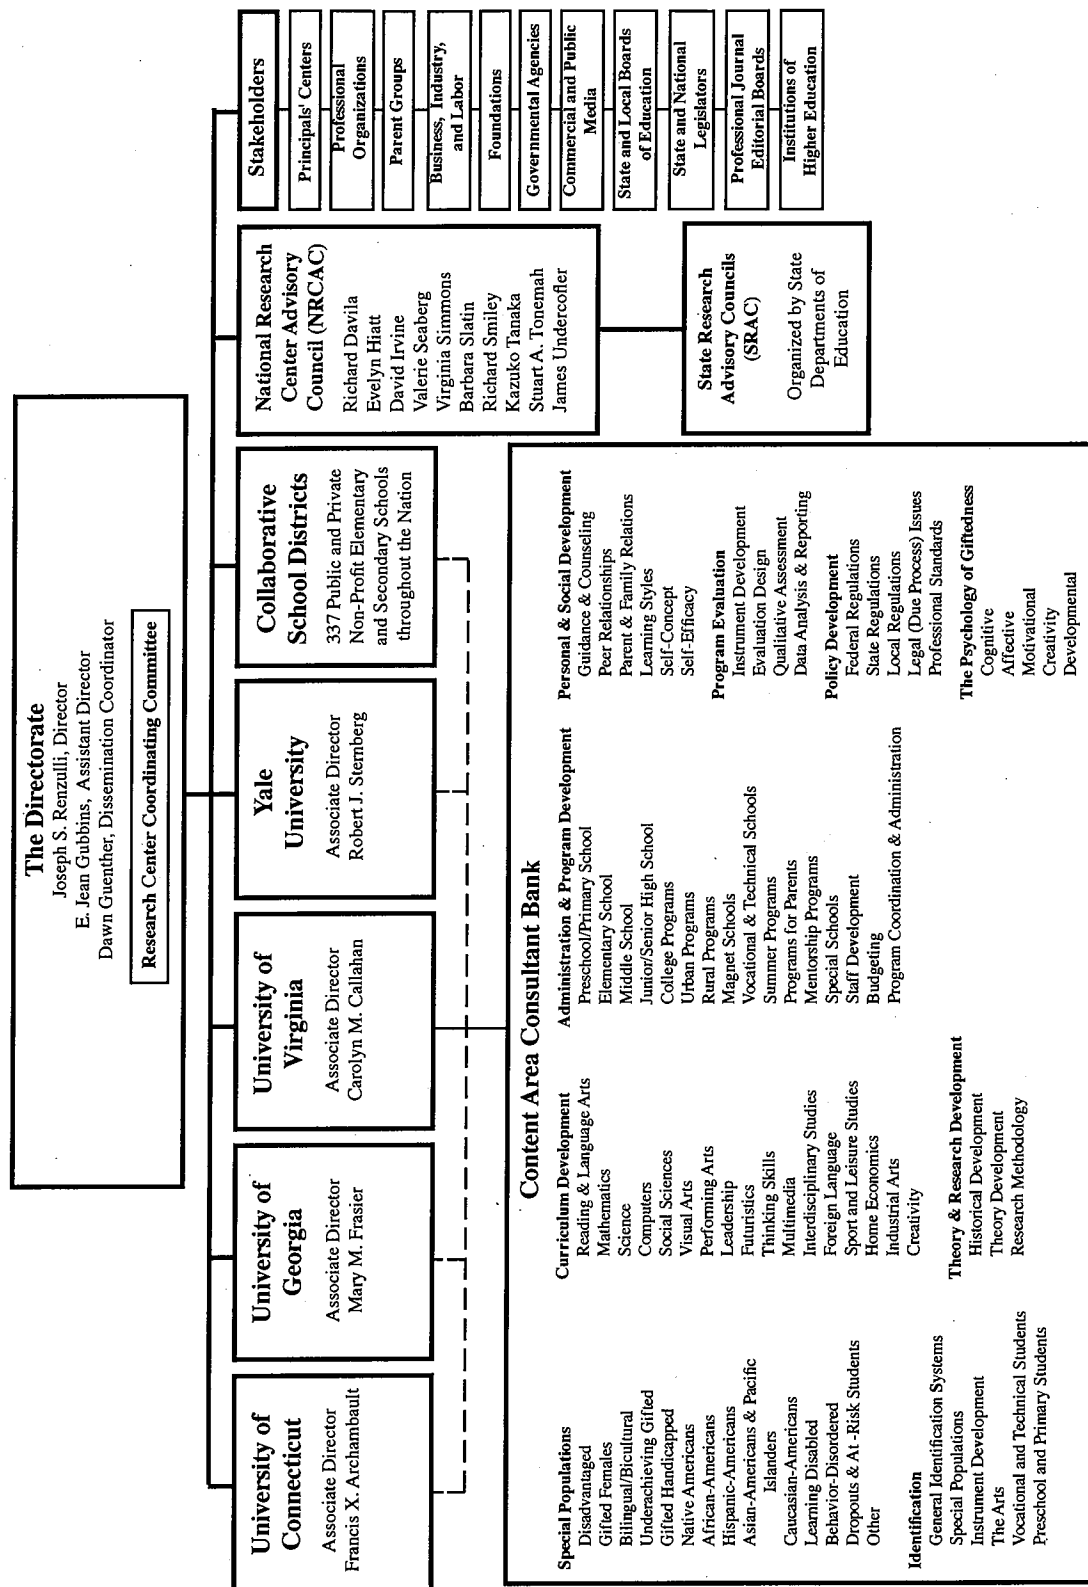 The Directorate
Joseph S. Renzulli, Director
E. Jean Gubbins, Assistant Director
Dawn Guenther, Dissemination Coordinator
Research Center Coordinating Committee
University of
Connecticut
Associate Director
Francis X. Archambault
University of
Georgia
Associate Director
Mary M. Frasier
University of
Virginia
Associate Director
Carolyn M. Callahan
Yale
University
Associate Director
Robert J. Sternberg
Collaborative
School Districts
337 Public and Private
Non-Profit Elementary
and Secondary Schools
throughout the Nation
National Research
Center Advisory
Council (NRCAC)
Richard Davila
Evelyn Hiatt
David Irvine
Valerie Seaberg
Virginia Simmons
Barbara Slatin
Richard Smiley
Kazuko Tanaka
Stuart A. Tonemah
James Undercofler
State Research
Advisory Councils
(SRAC)
Organized by State
Departments of
Education
Stakeholders
Principals' Centers
Professional
Organizations
Parent Groups
Business, Industry,
and Labor
Foundations
Governmental Agencies
Commercial and Public
Media
State and Local Boards
of Education
State and National
Legislators
Professional Journal
Editorial Boards
Institutions of
Higher Education
Content Area Consultant Bank
Special Populations
Disadvantaged
Gifted Females
Bilingual/Bicultural
Underachieving Gifted
Gifted Handicapped
Native Americans
African-Americans
Hispanic-Americans
Asian-Americans & Pacific
Islanders
Caucasian-Americans
Learning Disabled
Behavior-Disordered
Dropouts & At -Risk Students
Other
Identification
General Identification Systems
Special Populations
Instrument Development
The Arts
Vocational and Technical Students
Preschool and Primary Students
Curriculum Development
Reading & Language Arts
Mathematics
Science
Computers
Social Sciences
Visual Arts
Performing Arts
Leadership
Futuristics
Thinking Skills
Multimedia
Interdisciplinary Studies
Foreign Language
Sport and Leisure Studies
Home Economics
Industrial Arts
Creativity
Theory & Research Development
Historical Development
Theory Development
Research Methodology
Administration & Program Development
Preschool/Primary School
Elementary School
Middle School
Junior/Senior High School
College Programs
Urban Programs
Rural Programs
Magnet Schools
Vocational & Technical Schools
Summer Programs
Programs for Parents
Mentorship Programs
Special Schools
Staff Development
Budgeting
Program Coordination & Administration
Personal & Social Development
Guidance & Counseling
Peer Relationships
Parent & Family Relations
Learning Styles
Self-Concept
Self-Efficacy
Program Evaluation
Instrument Development
Evaluation Design
Qualitative Assessment
Data Analysis & Reporting
Policy Development
Federal Regulations
State Regulations
Local Regulations
Legal (Due Process) Issues
Professional Standards
The Psychology of Giftedness
Cognitive
Affective
Motivational
Creativity
Developmental